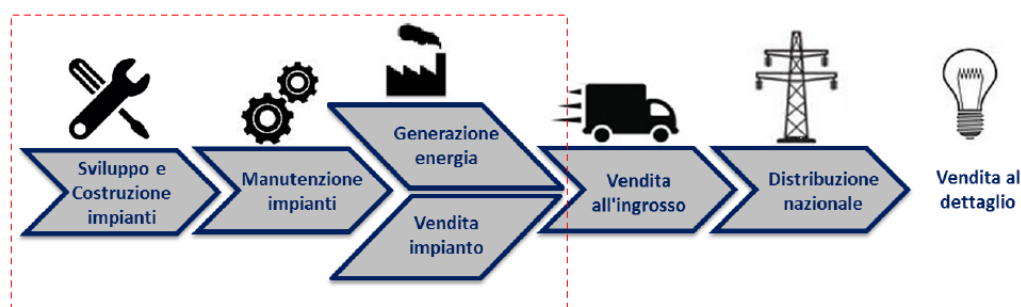 Sviluppo e
Costruzione
impianti
Manutenzione
impianti
Generazione
energia
Vendita
impianto
Vendita
all'ingrosso
Distribuzione
nazionale
Vendita al
dettaglio